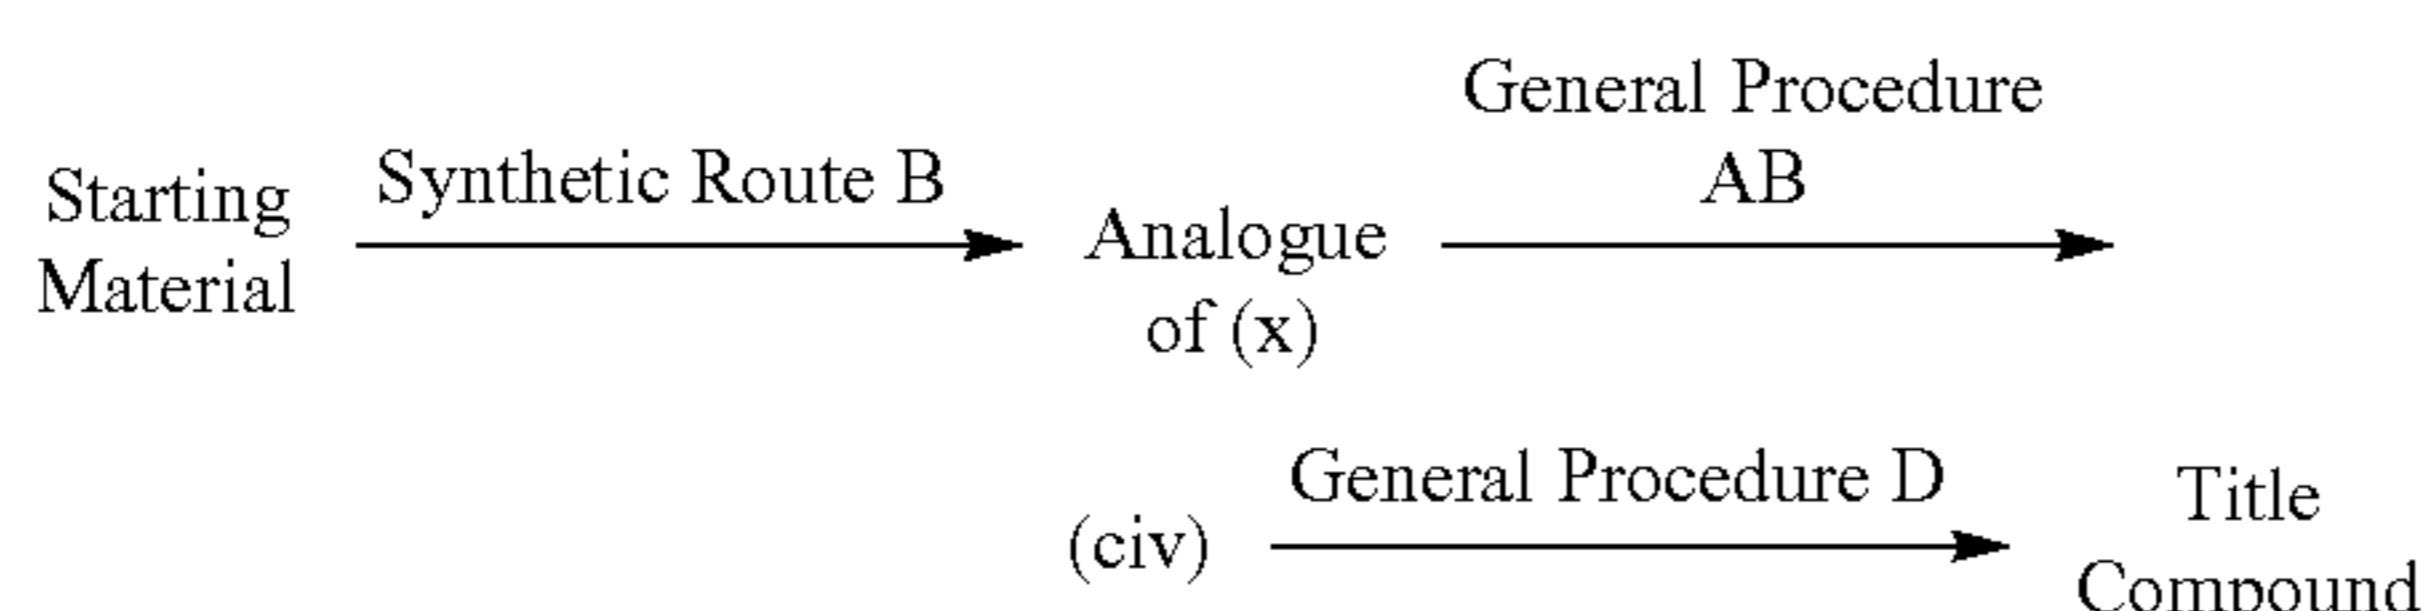 Starting
Material
Synthetic Route B
Analogue
of (x)
General Procedure
AB
(civ)
General Procedure D
Title
Compound